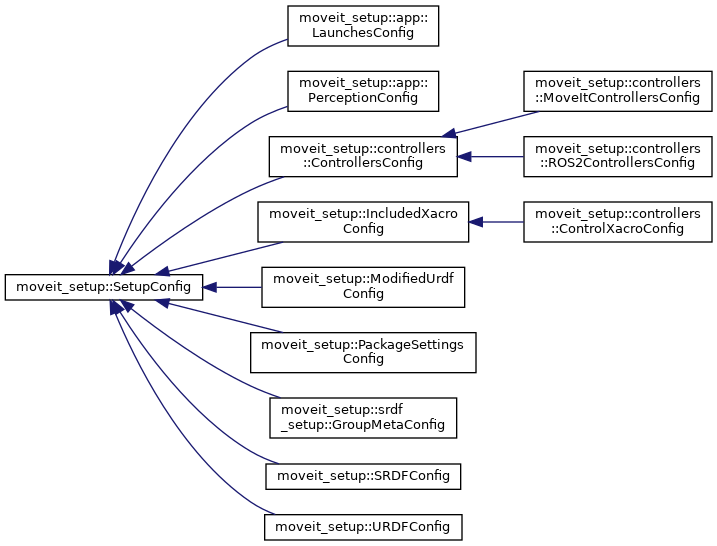 moveit_setup::app::
LaunchesConfig
moveit_setup::app::
PerceptionConfig
moveit_setup::controllers
::MoveItControllersConfig
moveit_setup::controllers
::ControllersConfig
moveit_setup::controllers
::ROS2ControllersConfig
moveit_setup::IncludedXacro
Config
moveit_setup::controllers
::ControlXacroConfig
moveit_setup::SetupConfig
moveit_setup::ModifiedUrdf
Config
moveit_setup::PackageSettings
Config
moveit_setup::srdf
_setup::GroupMetaConfig
moveit_setup::SRDFConfig
moveit_setup::URDFConfig